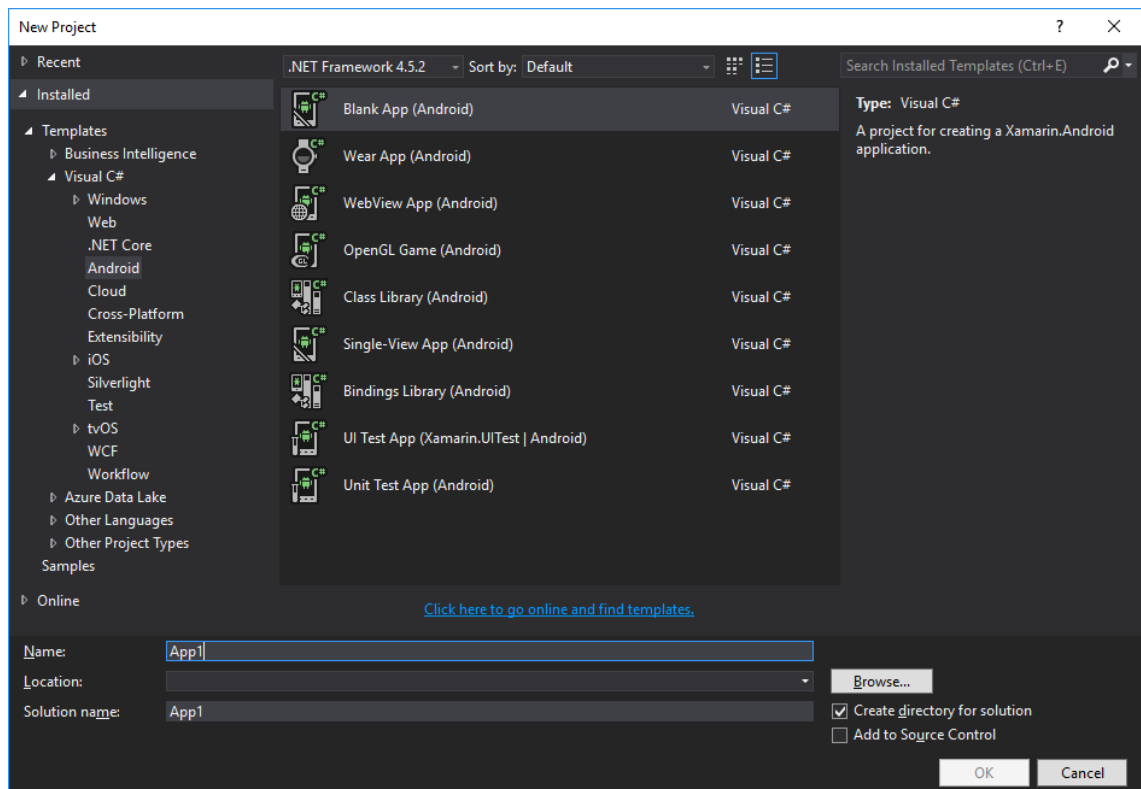 New Project
?
Recent
.NET Framework 4.5.2
Sort by: Default
Search Installed Templates (Ctrl+E)
Installed
Templates
Business Intelligence
Visual C#
Windows
Web
.NET Core
Android
Cloud
Cross-Platform
Extensibility
iOS
Silverlight
Test
tvOS
WCF
Workflow
Azure Data Lake
Other Languages
Other Project Types
Samples
Online
Blank App (Android) Visual C#
Wear App (Android) Visual C#
WebView App (Android) Visual C#
OpenGL Game (Android) Visual C#
Class Library (Android) Visual C#
Single-View App (Android) Visual C#
Bindings Library (Android) Visual C#
UI Test App (Xamarin.UITest | Android) Visual C#
Unit Test App (Android) Visual C#
Click here to go online and find templates.
Type: Visual C#
A project for creating a Xamarin.Android
application.
Name: App1
Location:
Browse...
Solution name: App1
Create directory for solution
Add to Source Control
OK
Cancel